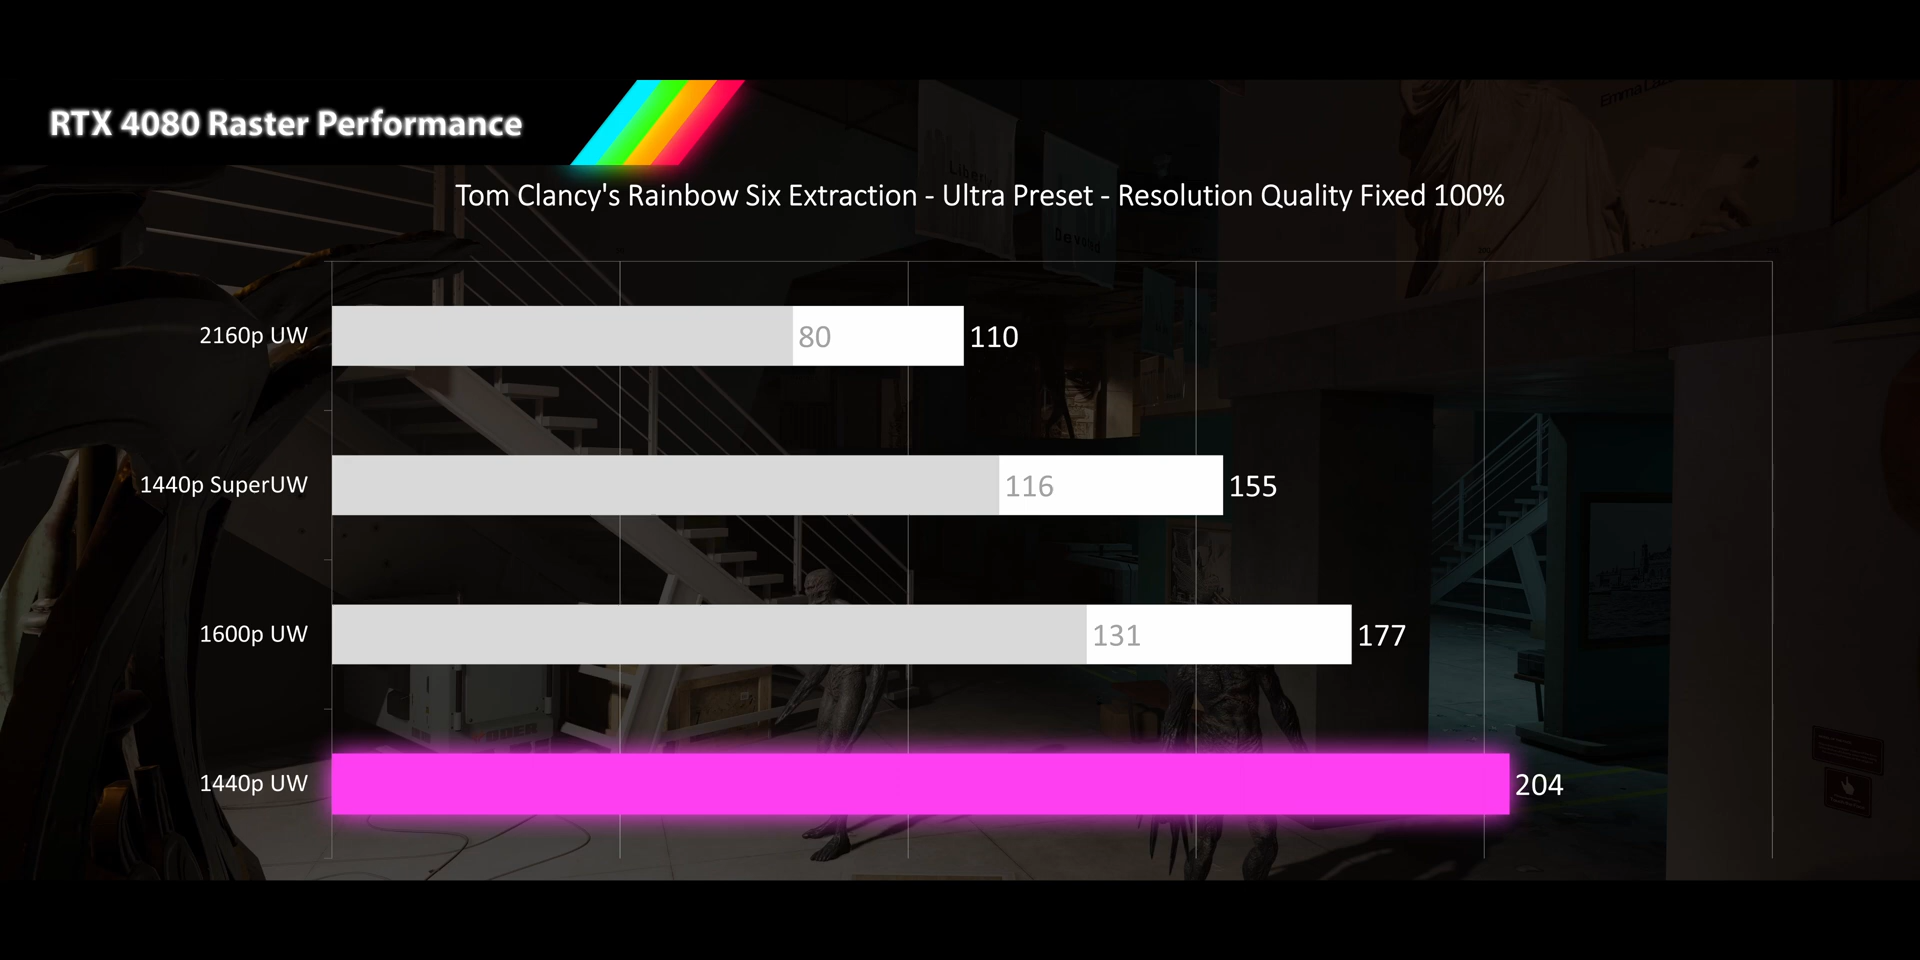 RTX 4080 Raster Performance
Tom Clancy's Rainbow Six Extraction - Ultra Preset - Resolution Quality Fixed 100%
2160p UW 80 110
1440p SuperUW 116 155
1600p UW 131 177
1440p UW 204